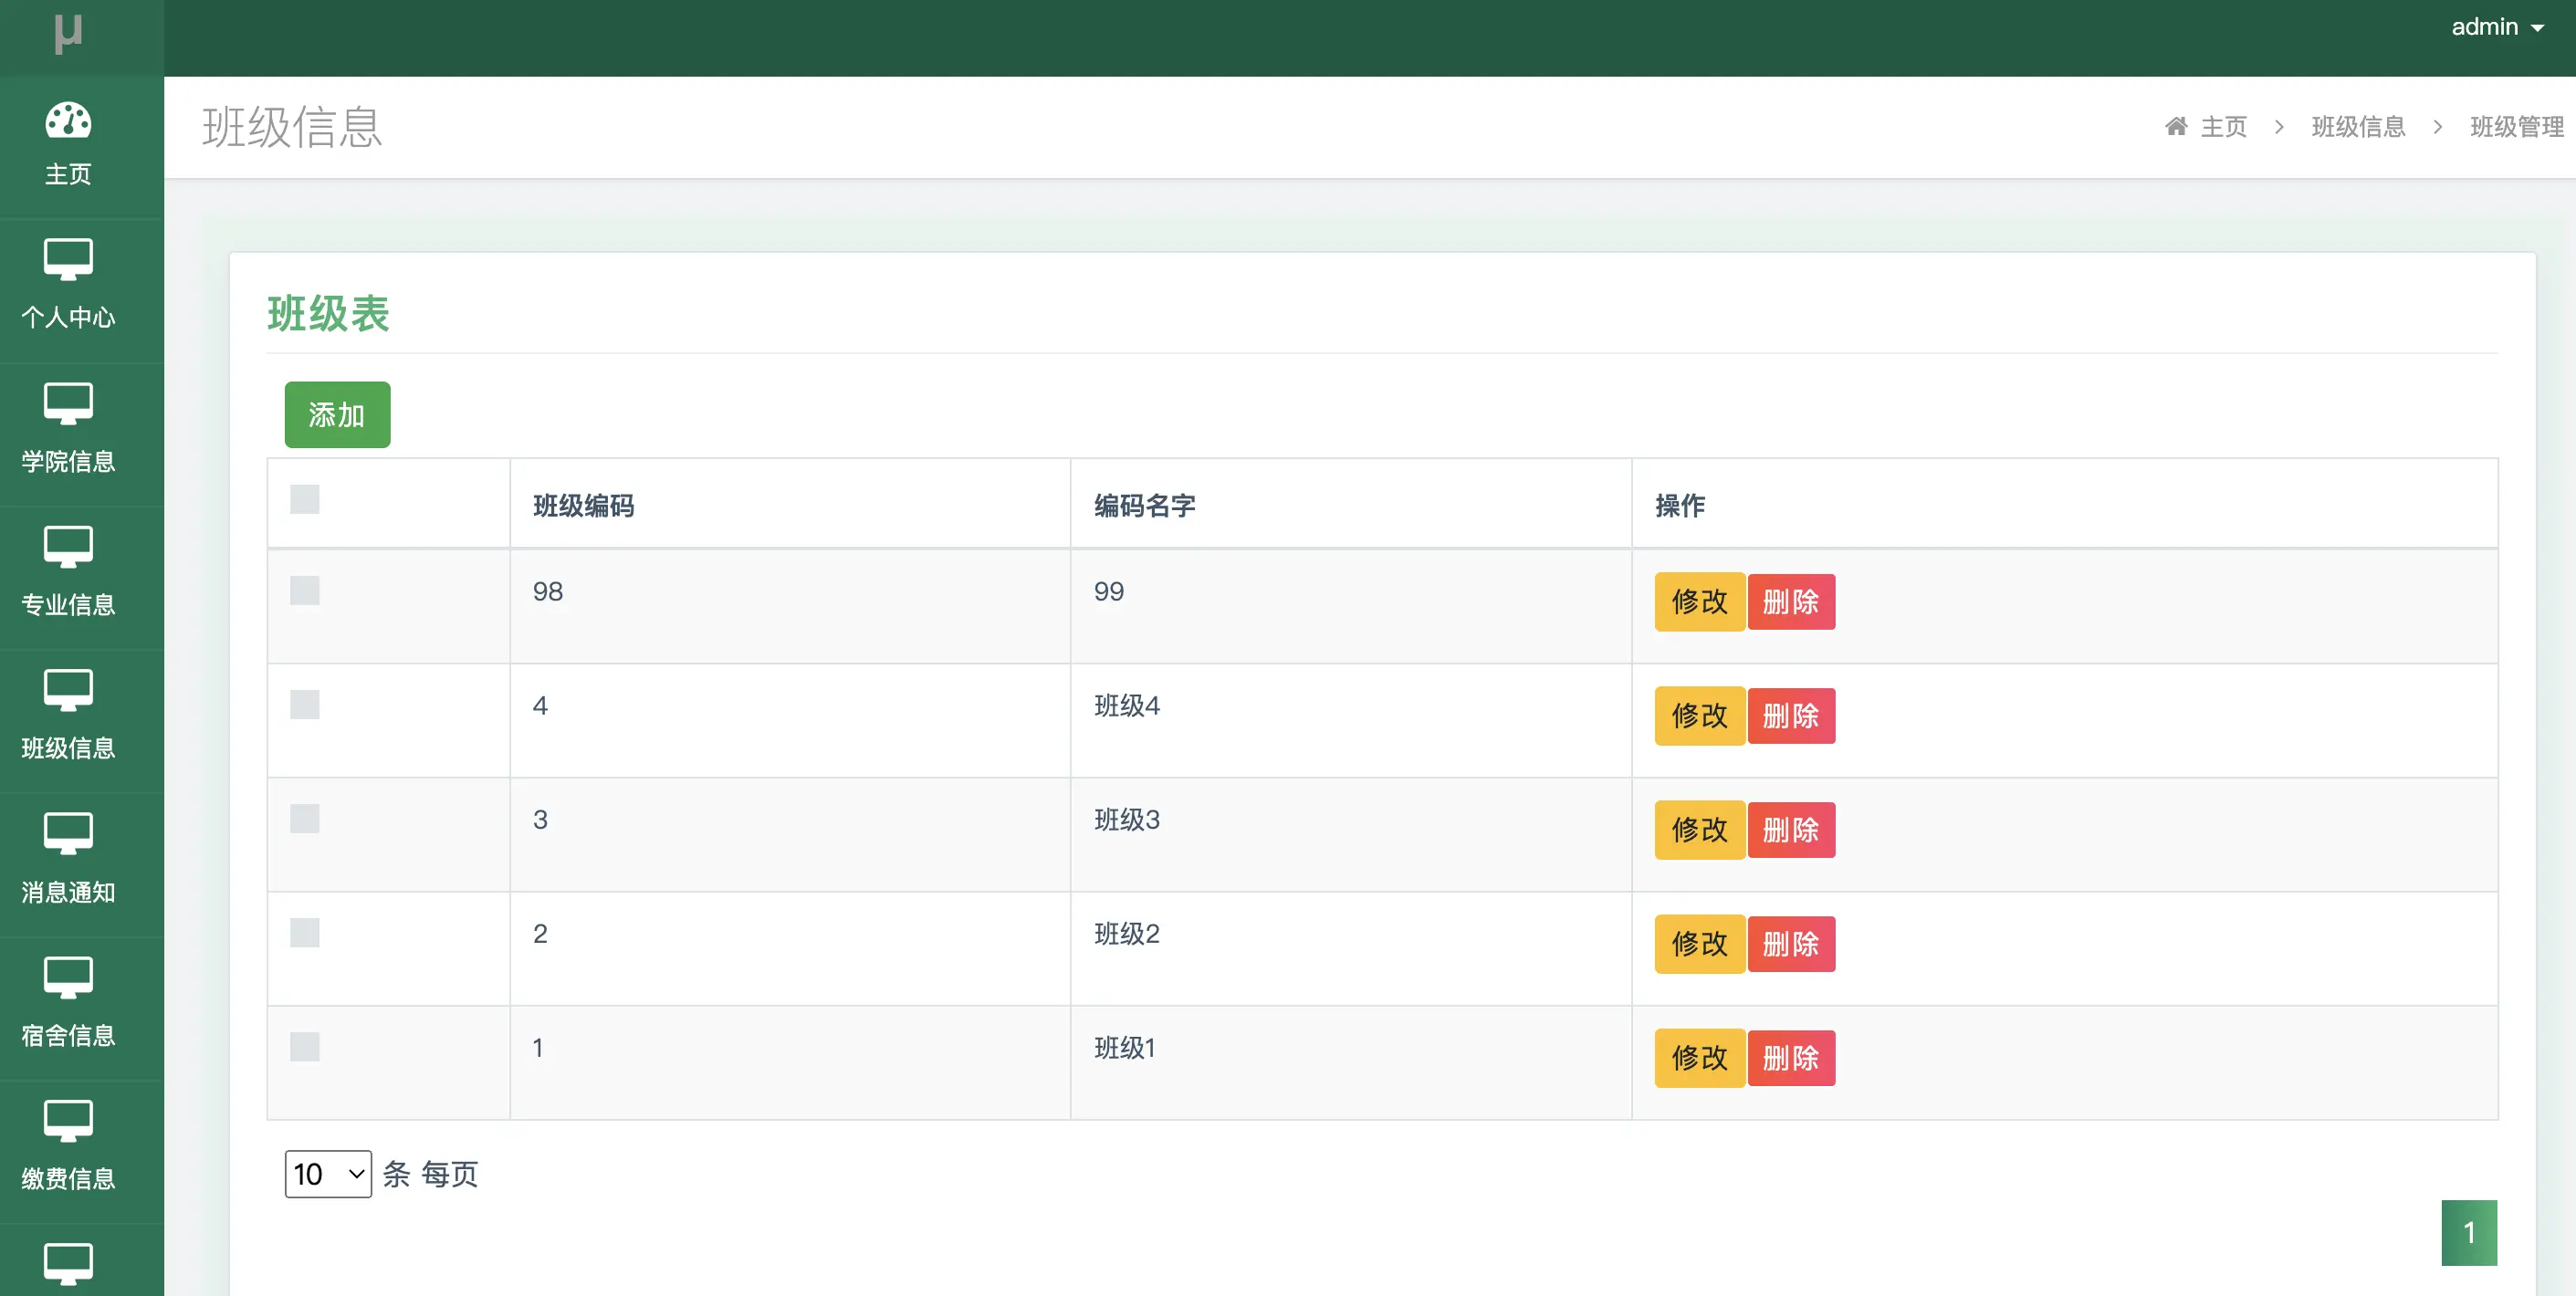 µ
admin
主页
个人中心
学院信息
专业信息
班级信息
消息通知
宿舍信息
缴费信息
班级信息
主页 > 班级信息 > 班级管理
班级表
添加
班级编码 编码名字 操作
98 99 修改 删除
4 班级4 修改 删除
3 班级3 修改 删除
2 班级2 修改 删除
1 班级1 修改 删除
10 条 每页
1